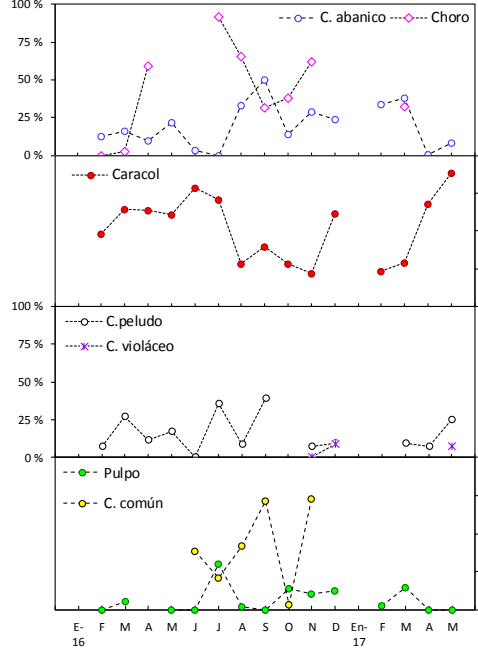 100 %
C. abanico
Choro
75 %
50 %
25 %
0 %
Caracol
100 %
C.peludo
75 %
C. violáceo
50 %
25 %
0 %
Pulpo
C. común
E-16 F M A M J J A S O N D En-17 F M A M